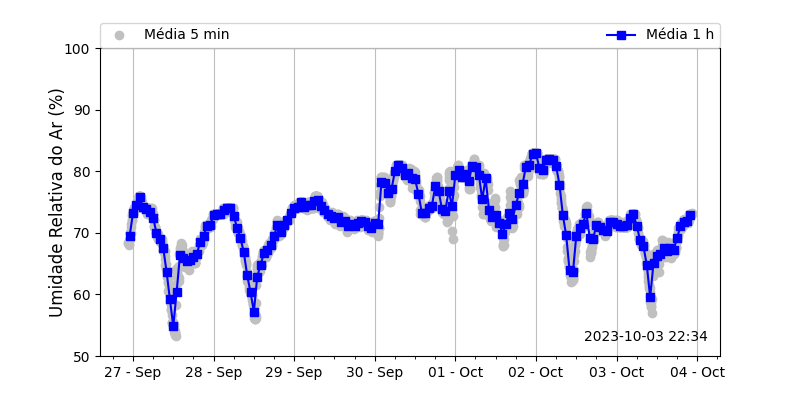 Média 5 min
Média 1 h
Umidade Relativa do Ar (%)
100
90
80
70
60
50
2023-10-03 22:34
27 - Sep
28 - Sep
29 - Sep
30 - Sep
01 - Oct
02 - Oct
03 - Oct
04 - Oct